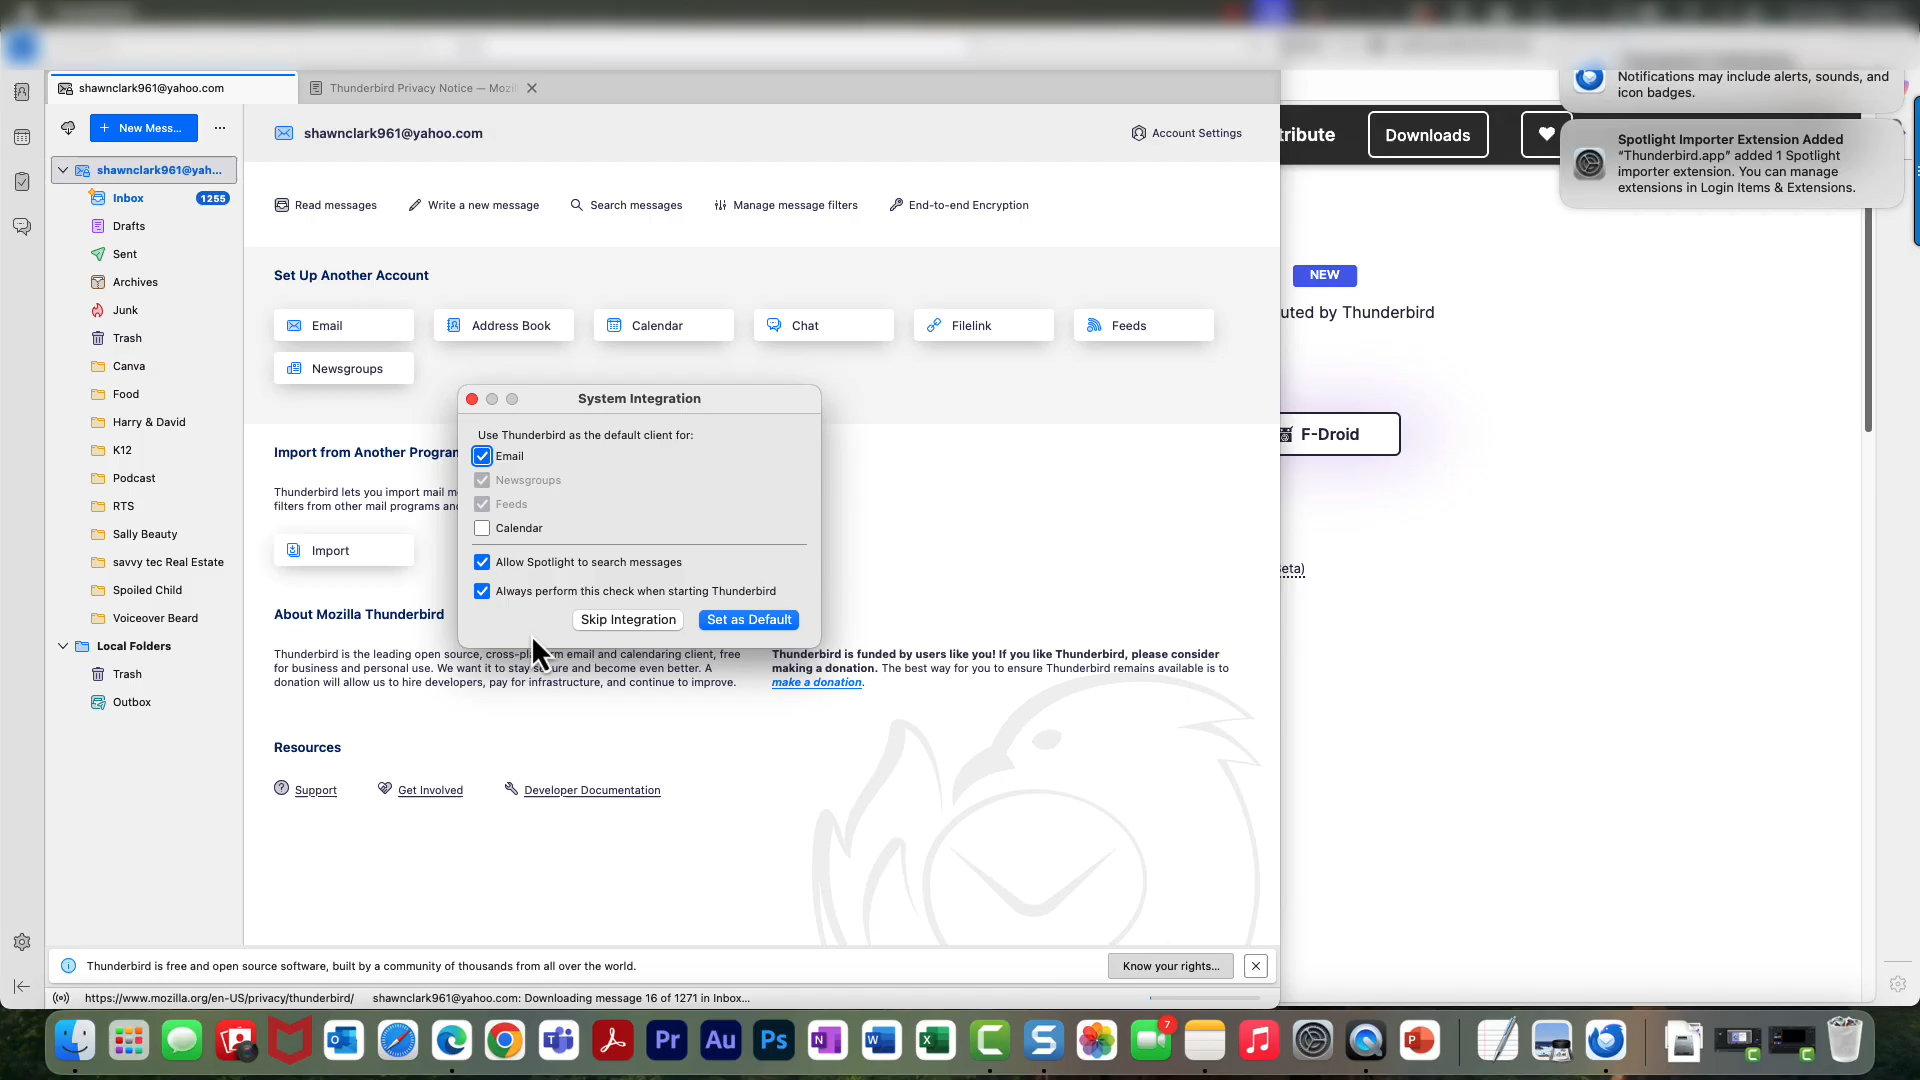 shawnclark961@yahoo.com
Thunderbird Privacy Notice — Mozil
New Mess...
shawnclark961@yah...
Inbox
1255
Drafts
Sent
Archives
Junk
Trash
Canva
Food
Harry & David
K12
Podcast
RTS
Sally Beauty
savvy tec Real Estate
Spoiled Child
Voiceover Beard
Local Folders
Trash
Outbox
shawnclark961@yahoo.com
Account Settings
Read messages
Write a new message
Search messages
Manage message filters
End-to-end Encryption
Set Up Another Account
Email
Address Book
Calendar
Chat
Filelink
Feeds
Newsgroups
Import from Another Program
Thunderbird lets you import mail m
filters from other mail programs and
Import
System Integration
Use Thunderbird as the default client for:
Email
Newsgroups
Feeds
Calendar
Allow Spotlight to search messages
Always perform this check when starting Thunderbird
Skip Integration
Set as Default
About Mozilla Thunderbird
Thunderbird is the leading open source, cross-platform email and calendaring client, free
for business and personal use. We want it to stay secure and become even better. A
donation will allow us to hire developers, pay for infrastructure, and continue to improve.
Thunderbird is funded by users like you! If you like Thunderbird, please consider
making a donation. The best way for you to ensure Thunderbird remains available is to
make a donation.
Resources
Support
Get Involved
Developer Documentation
Thunderbird is free and open source software, built by a community of thousands from all over the world.
Know your rights...
https://www.mozilla.org/en-US/privacy/thunderbird/
shawnclark961@yahoo.com: Downloading message 16 of 1271 in Inbox...
tribute
Downloads
Notifications may include alerts, sounds, and
icon badges.
Spotlight Importer Extension Added
“Thunderbird.app” added 1 Spotlight
importer extension. You can manage
extensions in Login Items & Extensions.
NEW
uted by Thunderbird
F-Droid
eta)
Pr
Au
Ps
7